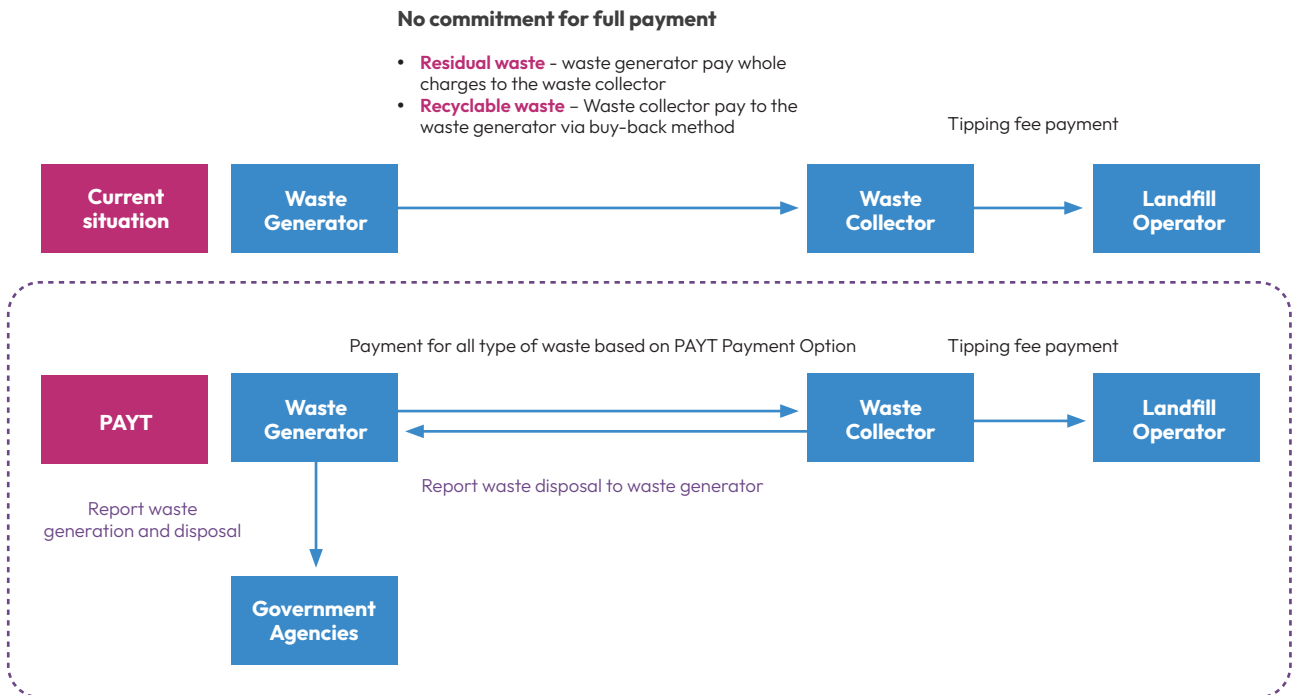 No commitment for full payment
• Residual waste - waste generator pay whole
charges to the waste collector
• Recyclable waste – Waste collector pay to the
waste generator via buy-back method
Tipping fee payment
Current
situation
Waste
Generator
Waste
Collector
Landfill
Operator
Payment for all type of waste based on PAYT Payment Option
Tipping fee payment
PAYT
Waste
Generator
Waste
Collector
Landfill
Operator
Report waste disposal to waste generator
Report waste
generation and disposal
Government
Agencies